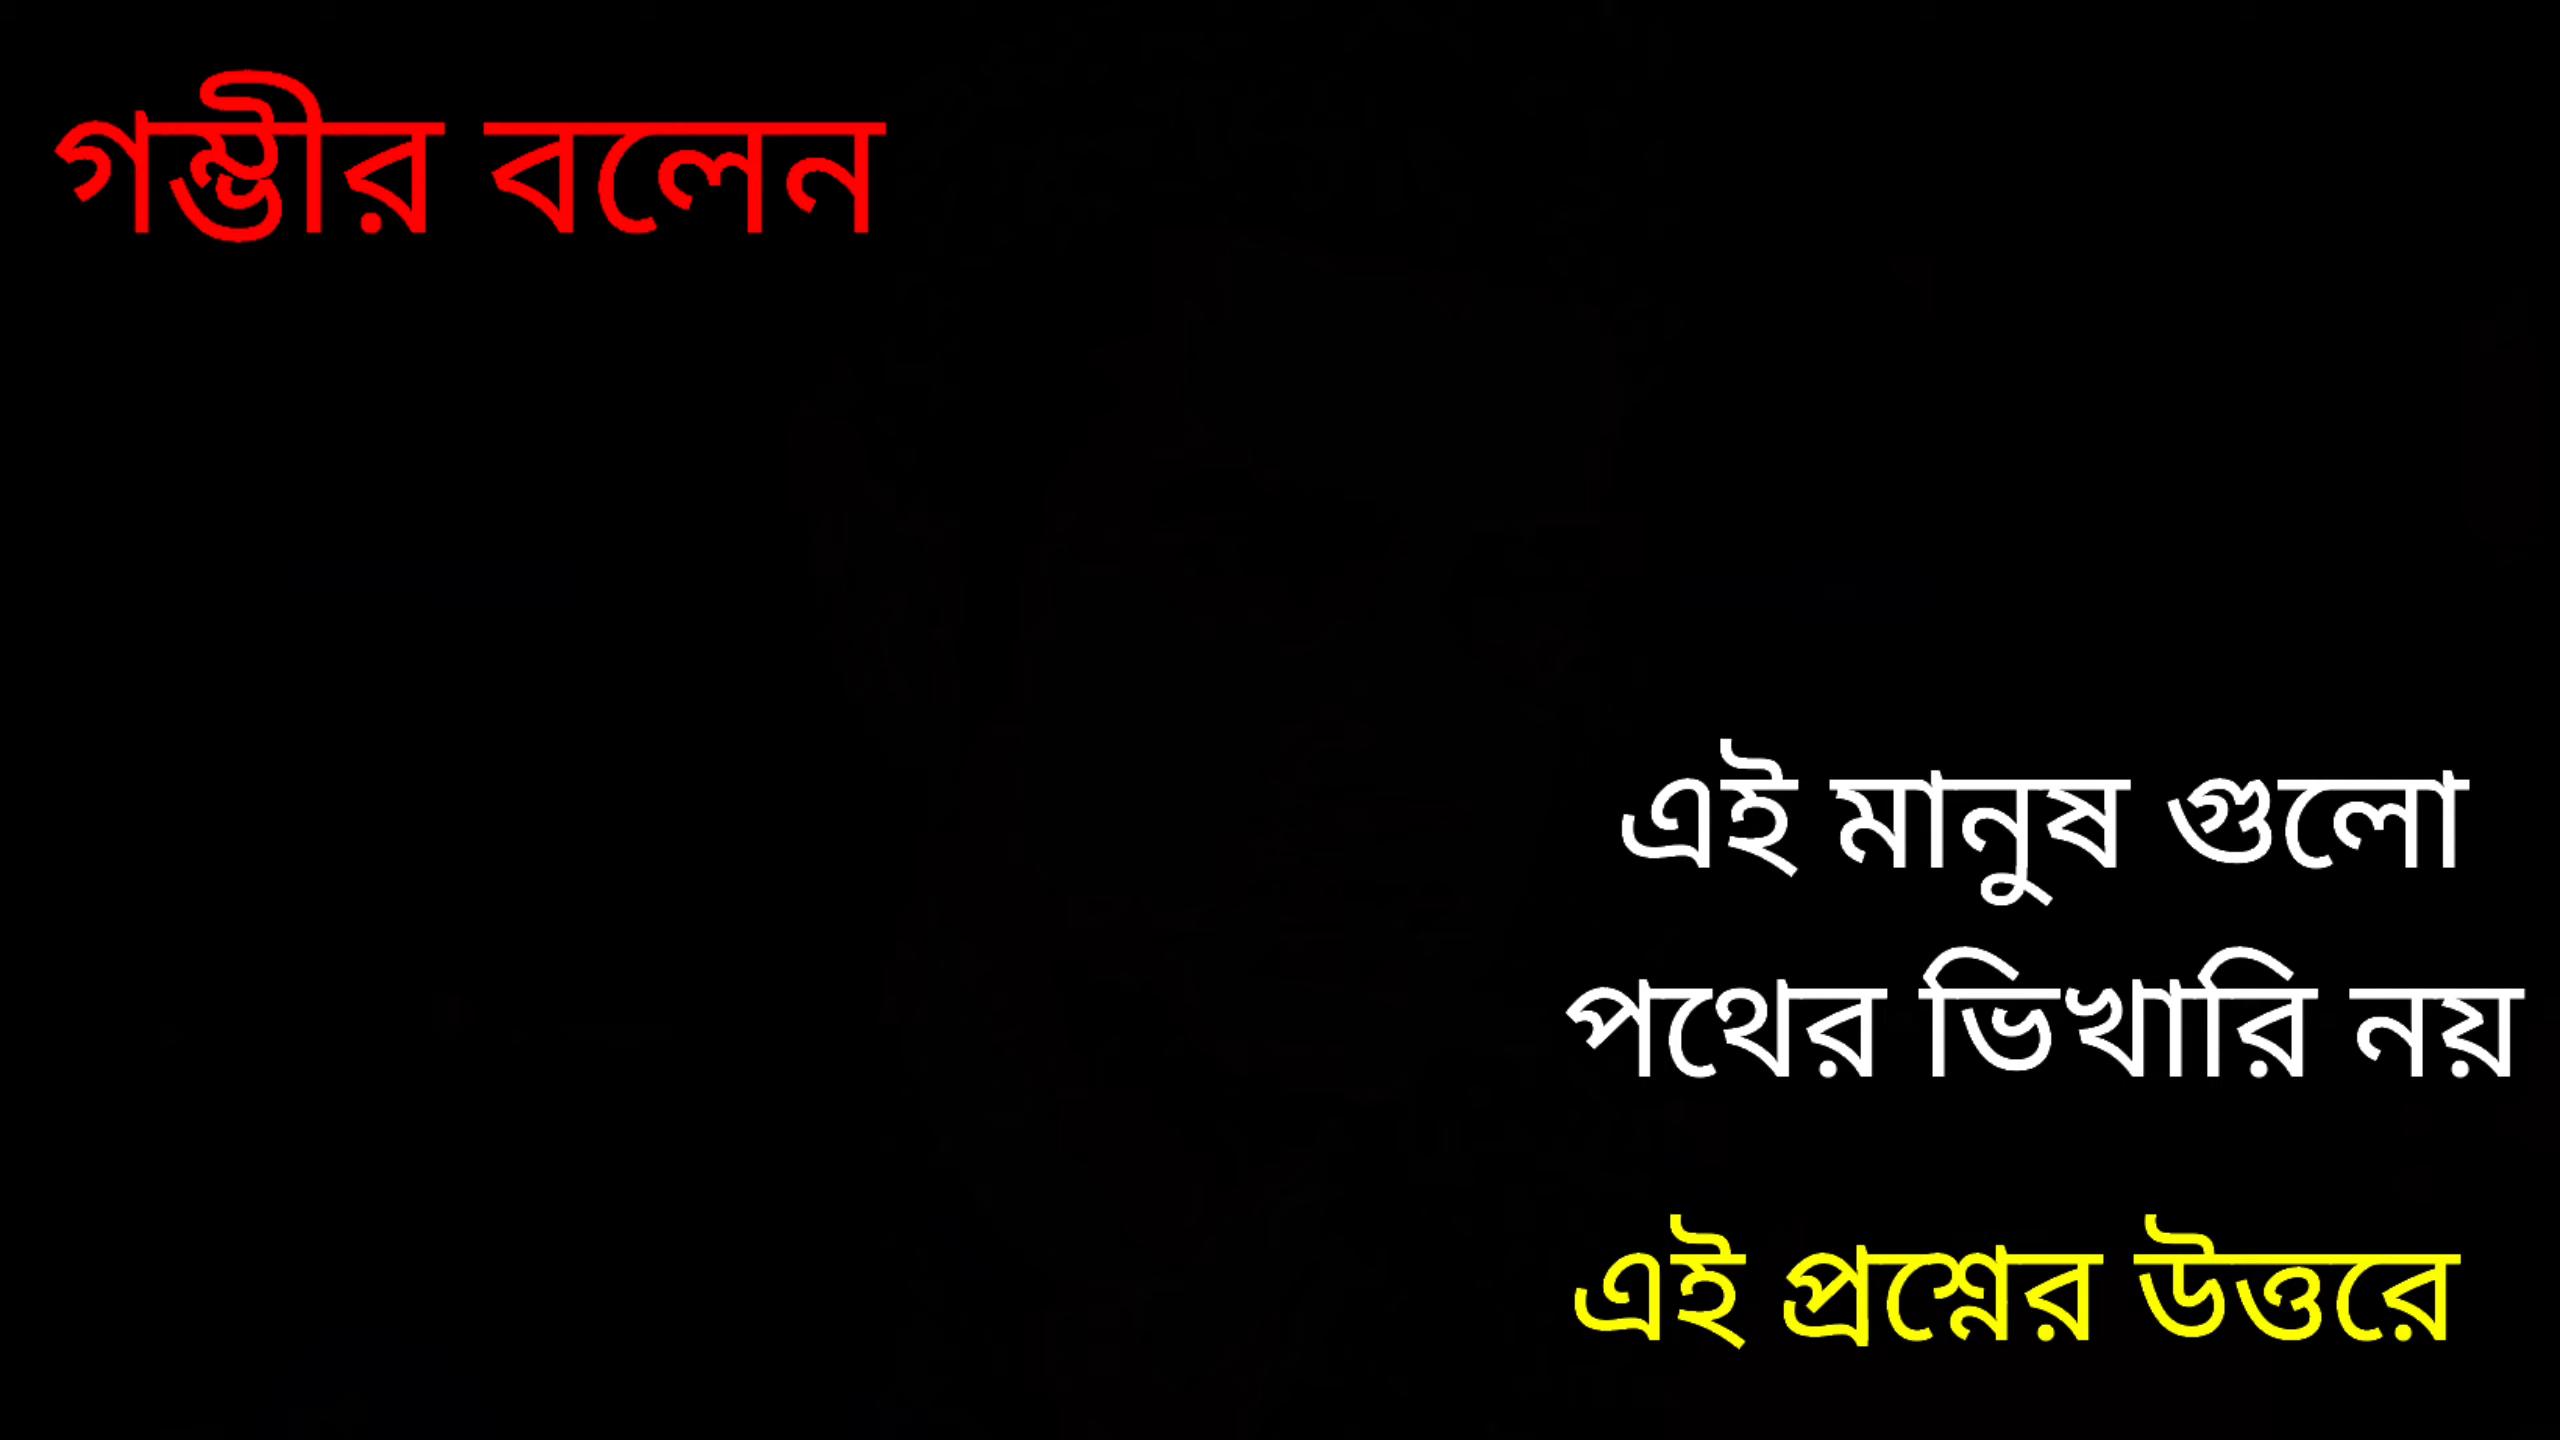 গম্ভীর বলেন
এই মানুষ গুলো
পথের ভিখারি নয়
এই প্রশ্নের উত্তরে